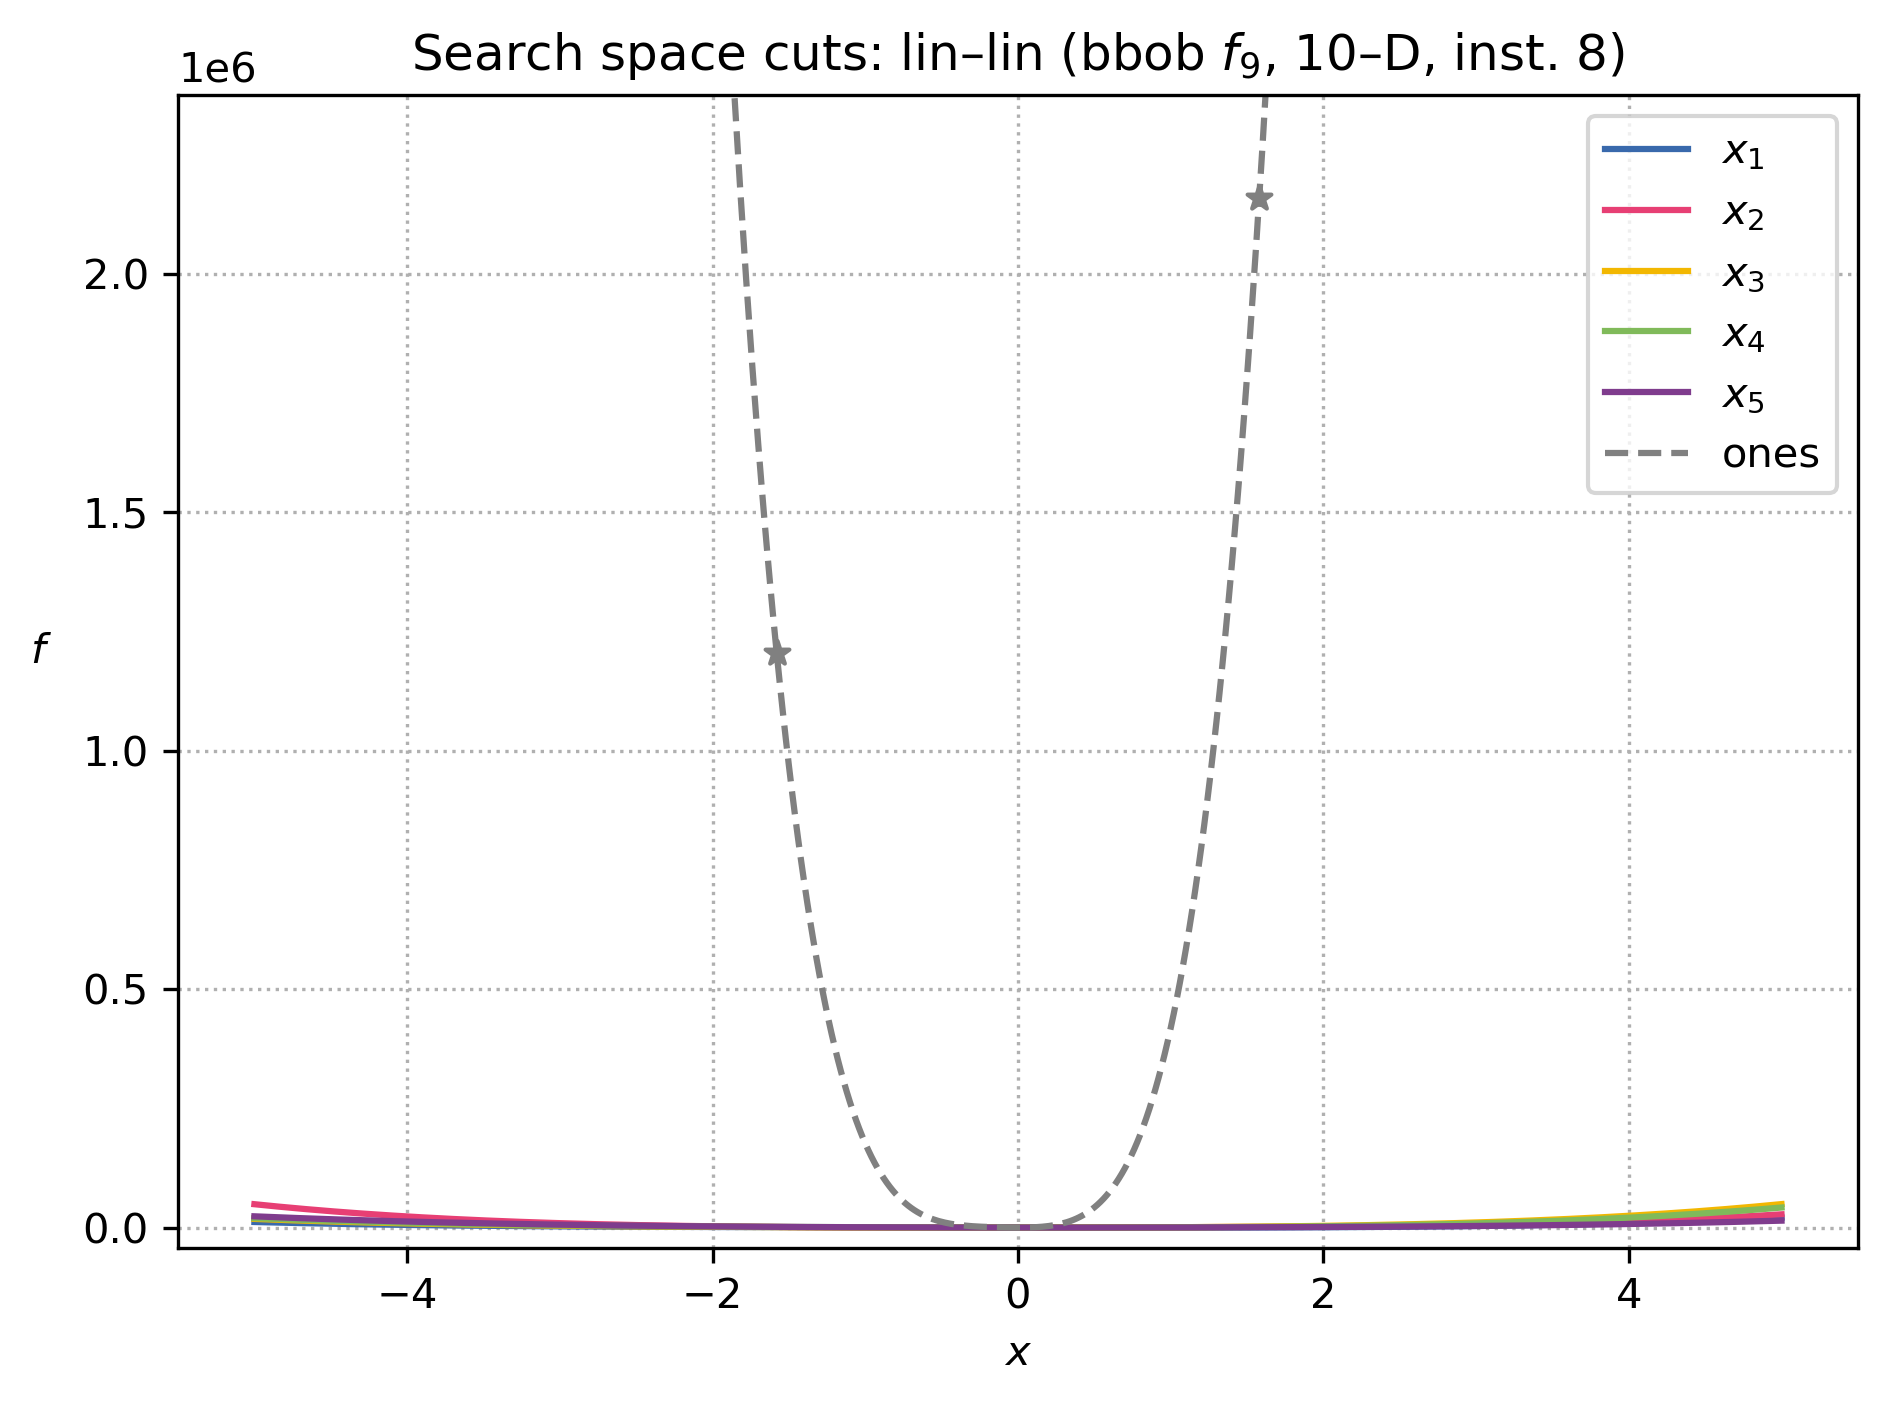 Search space cuts: lin–lin (bbob f₉, 10–D, inst. 8)
1e6
2.0
1.5
1.0
0.5
0.0
f
−4
−2
0
2
4
x
x₁
x₂
x₃
x₄
x₅
ones